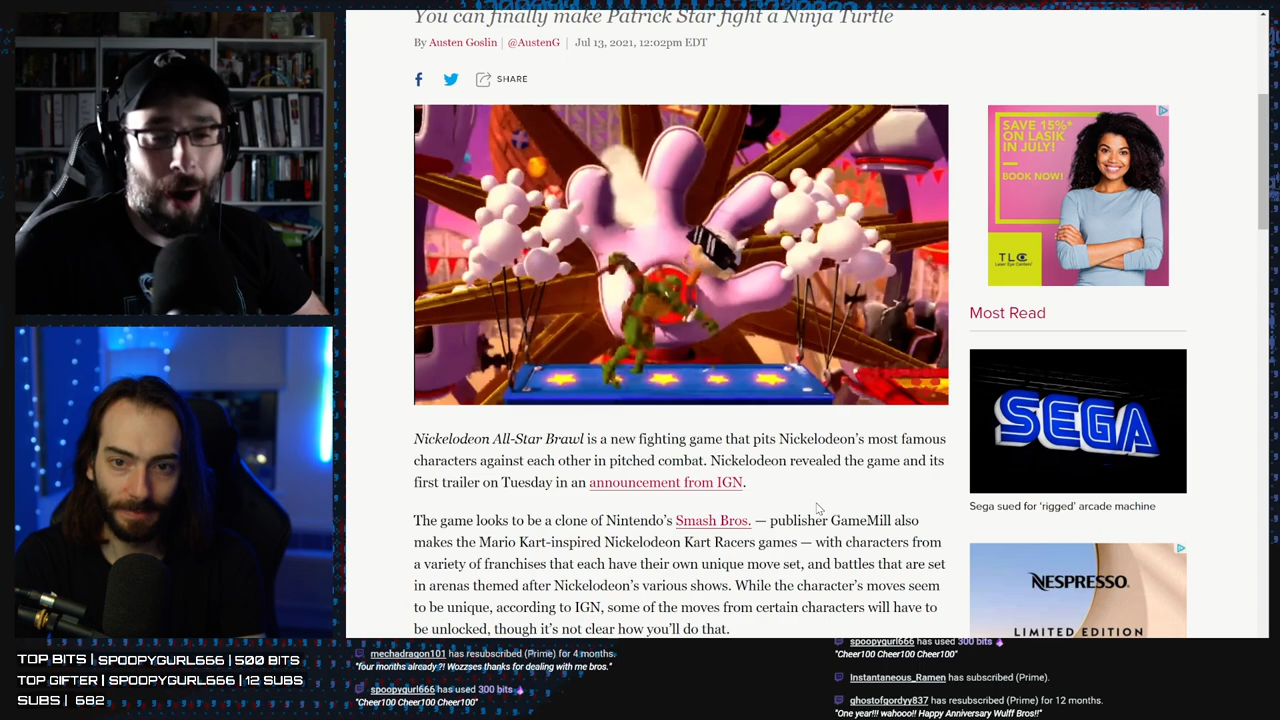 You can finally make Patrick Star fight a Ninja Turtle
By Austen Goslin | @AustenG | Jul 13, 2021, 12:02pm EDT
SHARE
SAVE 15%*
ON LASIK
IN JULY!
BOOK NOW!
TLC
Laser Eye Centers
Most Read
SEGA
Sega sued for ‘rigged’ arcade machine
NESPRESSO
LIMITED EDITION
Nickelodeon All-Star Brawl is a new fighting game that pits Nickelodeon’s most famous
characters against each other in pitched combat. Nickelodeon revealed the game and its
first trailer on Tuesday in an announcement from IGN.
The game looks to be a clone of Nintendo’s Smash Bros. — publisher GameMill also
makes the Mario Kart-inspired Nickelodeon Kart Racers games — with characters from
a variety of franchises that each have their own unique move set, and battles that are set
in arenas themed after Nickelodeon’s various shows. While the character’s moves seem
to be unique, according to IGN, some of the moves from certain characters will have to
be unlocked, though it’s not clear how you’ll do that.
TOP BITS | SPOOPYGURL666 | 500 BITS
TOP GIFTER | SPOOPYGURL666 | 12 SUBS
SUBS | 682
mechadragon101 has resubscribed (Prime) for 4 months.
"four months already ?! Wozzses thanks for dealing with me bros."
spoopygurl666 has used 300 bits
"Cheer100 Cheer100 Cheer100"
spoopygurl666 has used 300 bits
"Cheer100 Cheer100 Cheer100"
Instantaneous_Ramen has subscribed (Prime).
ghostofgordyy837 has resubscribed (Prime) for 12 months.
"One year!!! wahooo!! Happy Anniversary Wulff Bros!!"